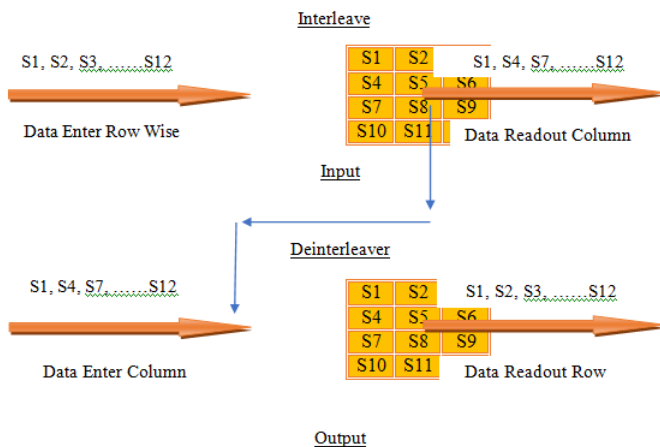 Interleave
S1, S2, S3, ……S12
Data Enter Row Wise
S1 S2
S4 S5 S6
S7 S8 S9
S10 S11
S1, S4, S7, ……S12
Data Readout Column
Input
Deinterleaver
S1, S4, S7, ……S12
Data Enter Column
S1 S2
S4 S5 S6
S7 S8 S9
S10 S11
S1, S2, S3, ……S12
Data Readout Row
Output